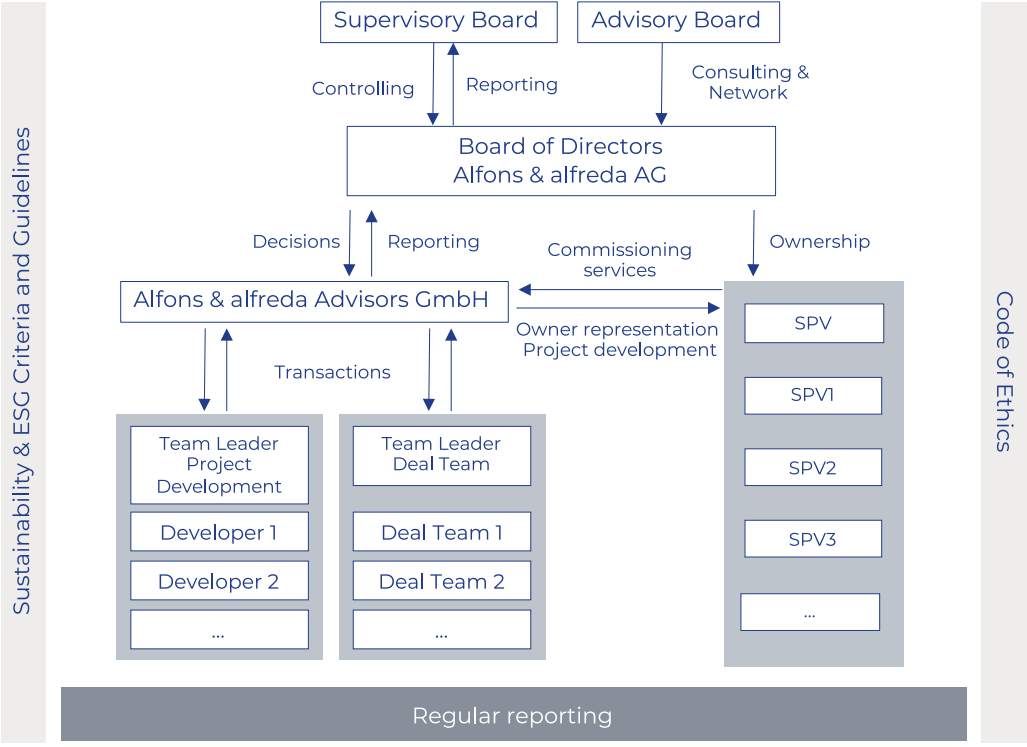 Supervisory Board
Advisory Board
Controlling
Reporting
Consulting &
Network
Board of Directors
Alfons & alfreda AG
Decisions
Reporting
Ownership
Commissioning
services
Alfons & alfreda Advisors GmbH
Owner representation
Project development
Transactions
Team Leader
Project
Development
Developer 1
Developer 2
...
Team Leader
Deal Team
Deal Team 1
Deal Team 2
...
SPV
SPV1
SPV2
SPV3
...
Sustainability & ESG Criteria and Guidelines
Code of Ethics
Regular reporting